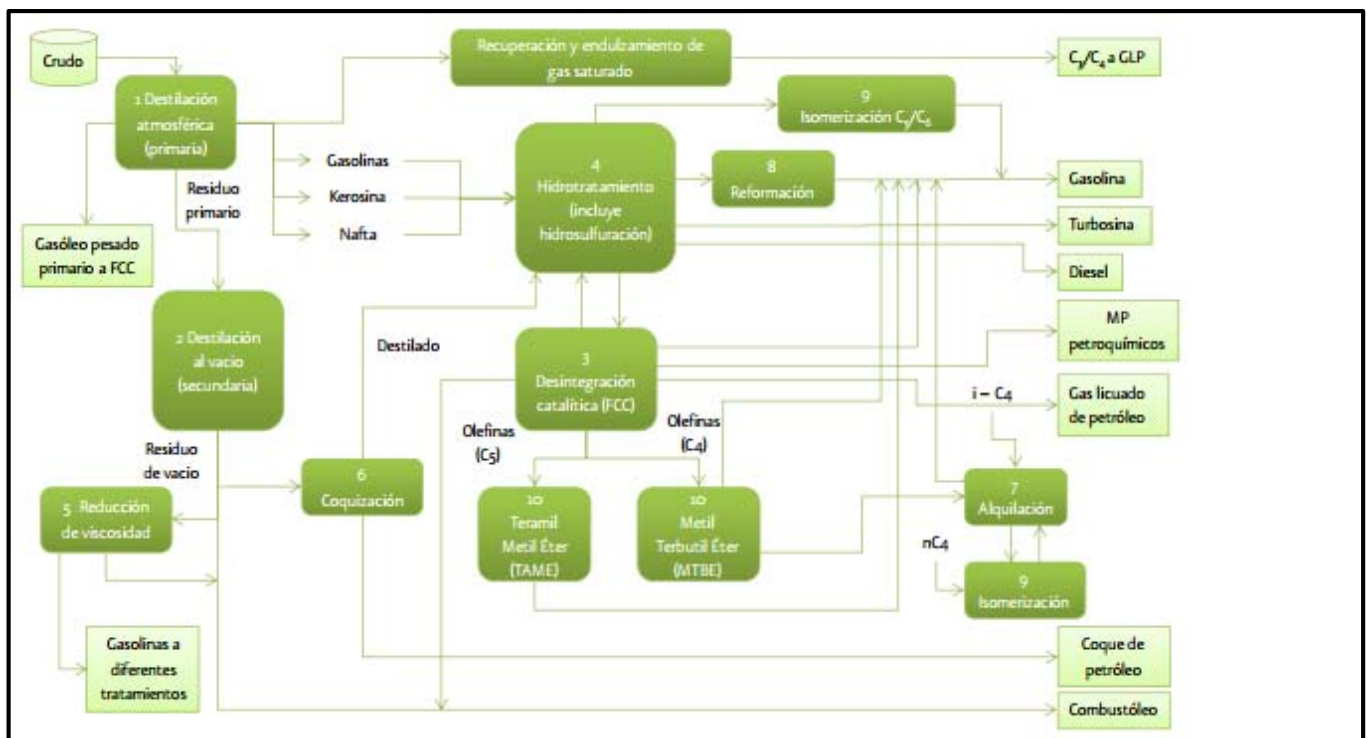 Crudo
Recuperación y endulzamiento de
gas saturado
C3/C4 a GLP
1 Destilación
atmosférica
(primaria)
9
Isomerización C5/C6
Gasolinas
Kerosina
Nafta
4
Hidrotratamiento
(incluye
hidrosulfuración)
8
Reformación
Gasolina
Residuo
primario
Turbosina
Gasóleo pesado
primario a FCC
Diesel
2 Destilación
al vacio
(secundaria)
Destilado
3
Desintegración
catalítica (FCC)
MP
petroquímicos
i – C4
Gas licuado
de petróleo
Residuo
de vacio
Olefinas
(C5)
Olefinas
(C4)
6
Coquización
5 Reducción
de viscosidad
10
Teramil
Metil Éter
(TAME)
10
Metil
Terbutil Éter
(MTBE)
7
Alquilación
nC4
9
Isomerización
Gasolinas a
diferentes
tratamientos
Coque de
petróleo
Combustóleo